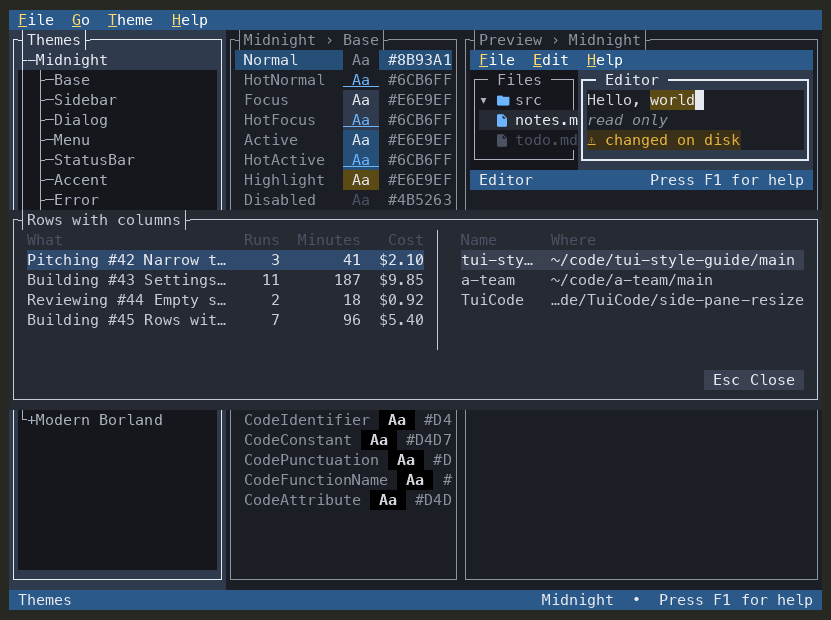 File Go Theme Help
Themes
Midnight
Base
Sidebar
Dialog
Menu
StatusBar
Accent
Error
Midnight › Base
Normal Aa #8B93A1
HotNormal Aa #6CB6FF
Focus Aa #E6E9EF
HotFocus Aa #6CB6FF
Active Aa #E6E9EF
HotActive Aa #6CB6FF
Highlight Aa #E6E9EF
Disabled Aa #4B5263
Preview › Midnight
File Edit Help
Files
▾ src
notes.m
todo.md
Editor
Hello, world
read only
⚠ changed on disk
Editor Press F1 for help
Rows with columns
What Runs Minutes Cost
Pitching #42 Narrow t… 3 41 $2.10
Building #43 Settings… 11 187 $9.85
Reviewing #44 Empty s… 2 18 $0.92
Building #45 Rows wit… 7 96 $5.40
Name Where
tui-sty… ~/code/tui-style-guide/main
a-team ~/code/a-team/main
TuiCode …de/TuiCode/side-pane-resize
Esc Close
+Modern Borland
CodeIdentifier Aa #D4
CodeConstant Aa #D4D7
CodePunctuation Aa #D
CodeFunctionName Aa #
CodeAttribute Aa #D4D
Themes Midnight • Press F1 for help